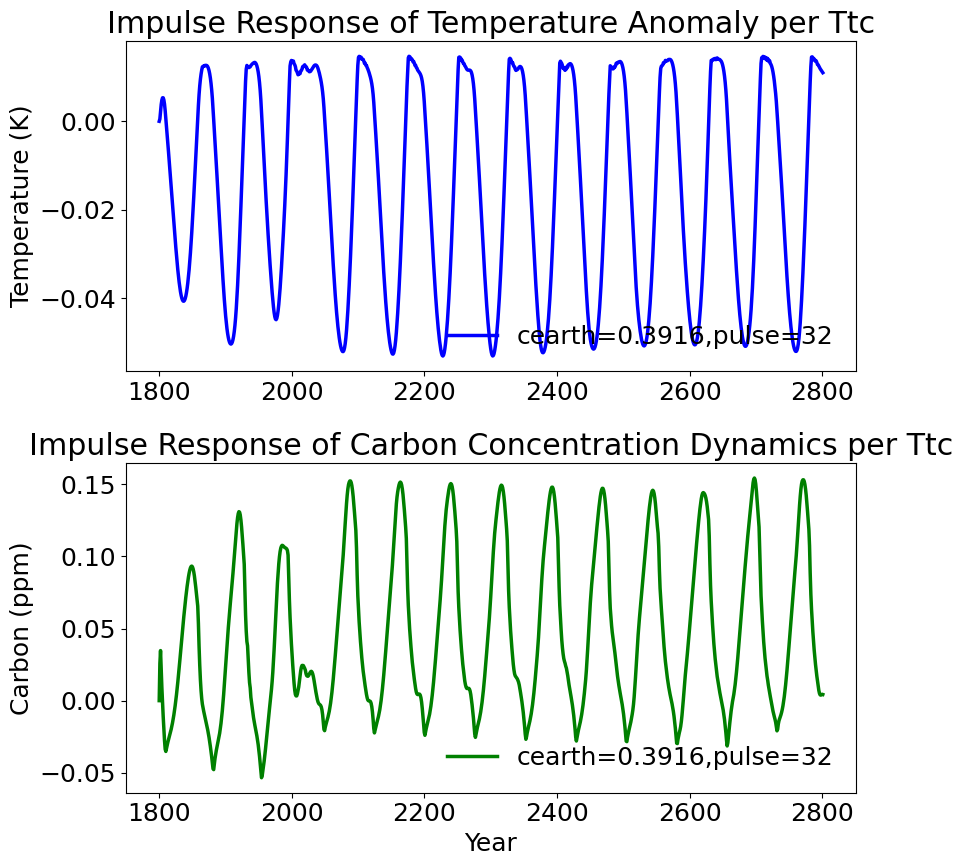 Impulse Response of Temperature Anomaly per Ttc
Temperature (K)
0.00
−0.02
−0.04
cearth=0.3916,pulse=32
1800 2000 2200 2400 2600 2800
Impulse Response of Carbon Concentration Dynamics per Ttc
Carbon (ppm)
0.15
0.10
0.05
0.00
−0.05
cearth=0.3916,pulse=32
1800 2000 2200 2400 2600 2800
Year